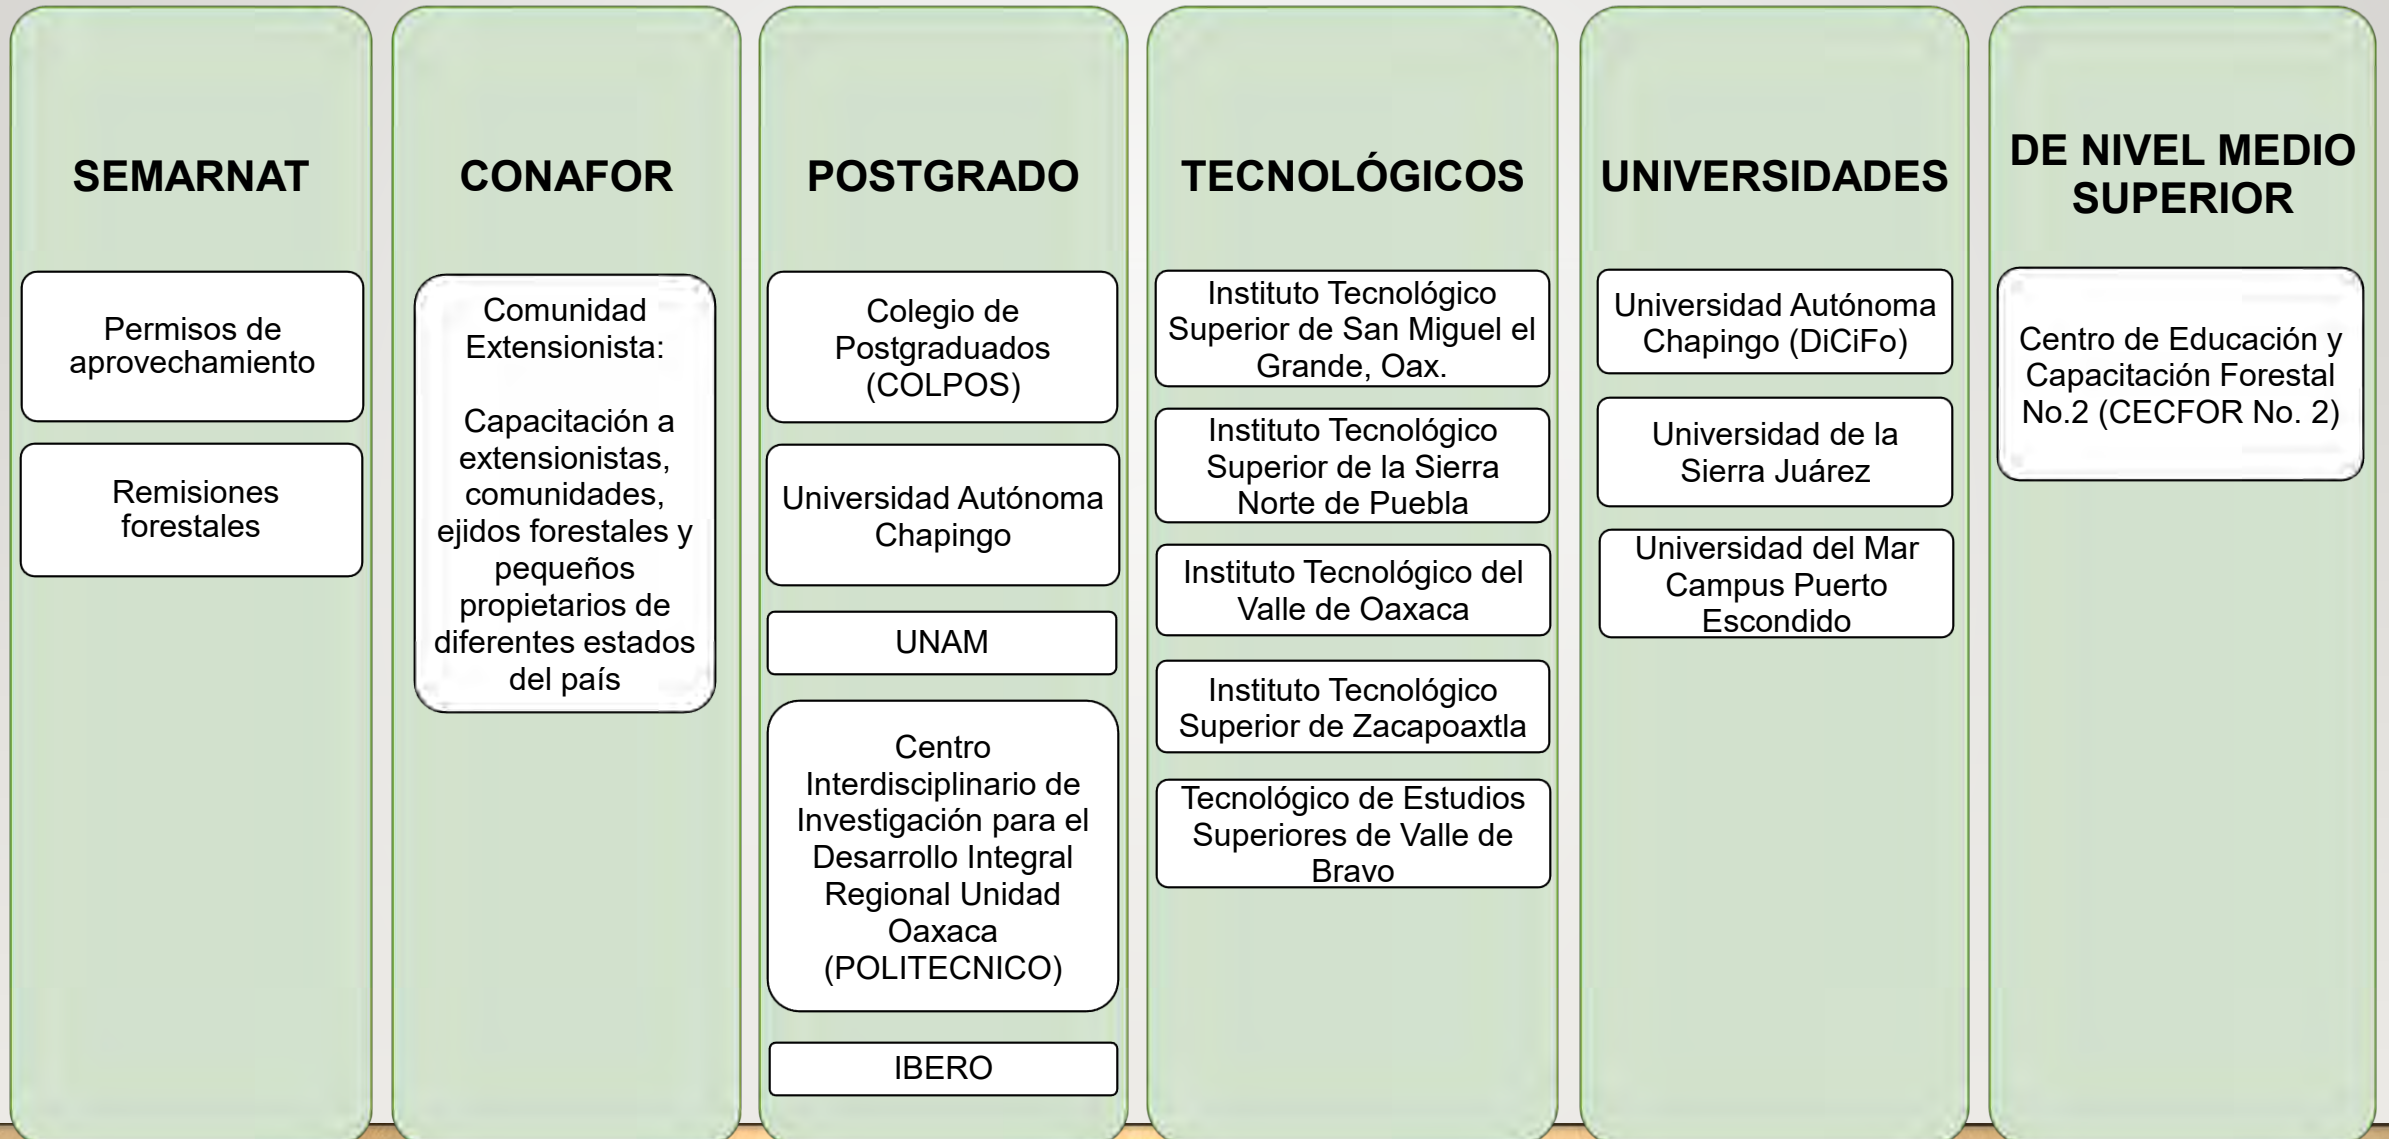 SEMARNAT
Permisos de
aprovechamiento
Remisiones
forestales
CONAFOR
Comunidad
Extensionista:
Capacitación a
extensionistas,
comunidades,
ejidos forestales y
pequeños
propietarios de
diferentes estados
del país
POSTGRADO
Colegio de
Postgraduados
(COLPOS)
Universidad Autónoma
Chapingo
UNAM
Centro
Interdisciplinario de
Investigación para el
Desarrollo Integral
Regional Unidad
Oaxaca
(POLITECNICO)
IBERO
TECNOLÓGICOS
Instituto Tecnológico
Superior de San Miguel el
Grande, Oax.
Instituto Tecnológico
Superior de la Sierra
Norte de Puebla
Instituto Tecnológico del
Valle de Oaxaca
Instituto Tecnológico
Superior de Zacapoaxtla
Tecnológico de Estudios
Superiores de Valle de
Bravo
UNIVERSIDADES
Universidad Autónoma
Chapingo (DiCiFo)
Universidad de la
Sierra Juárez
Universidad del Mar
Campus Puerto
Escondido
DE NIVEL MEDIO
SUPERIOR
Centro de Educación y
Capacitación Forestal
No.2 (CECFOR No. 2)